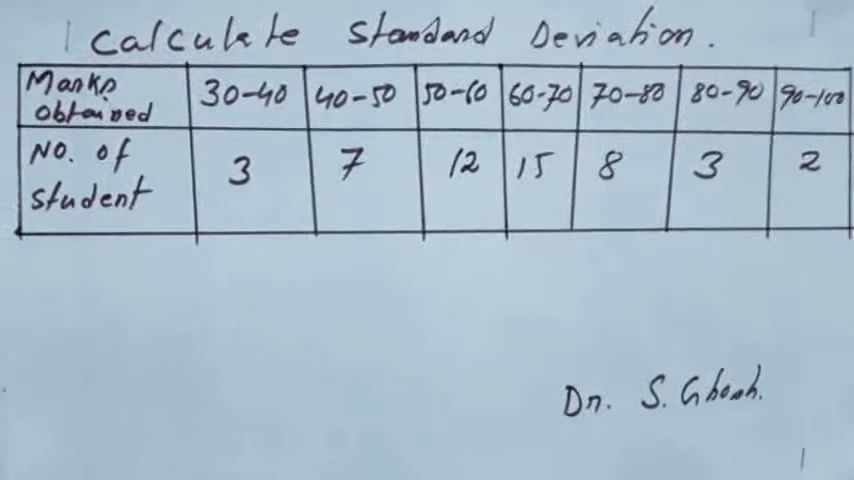 Calculate Standard Deviation.
Marks obtained 30-40 40-50 50-60 60-70 70-80 80-90 90-100
NO. of student 3 7 12 15 8 3 2
Dr. S. Ghosh.